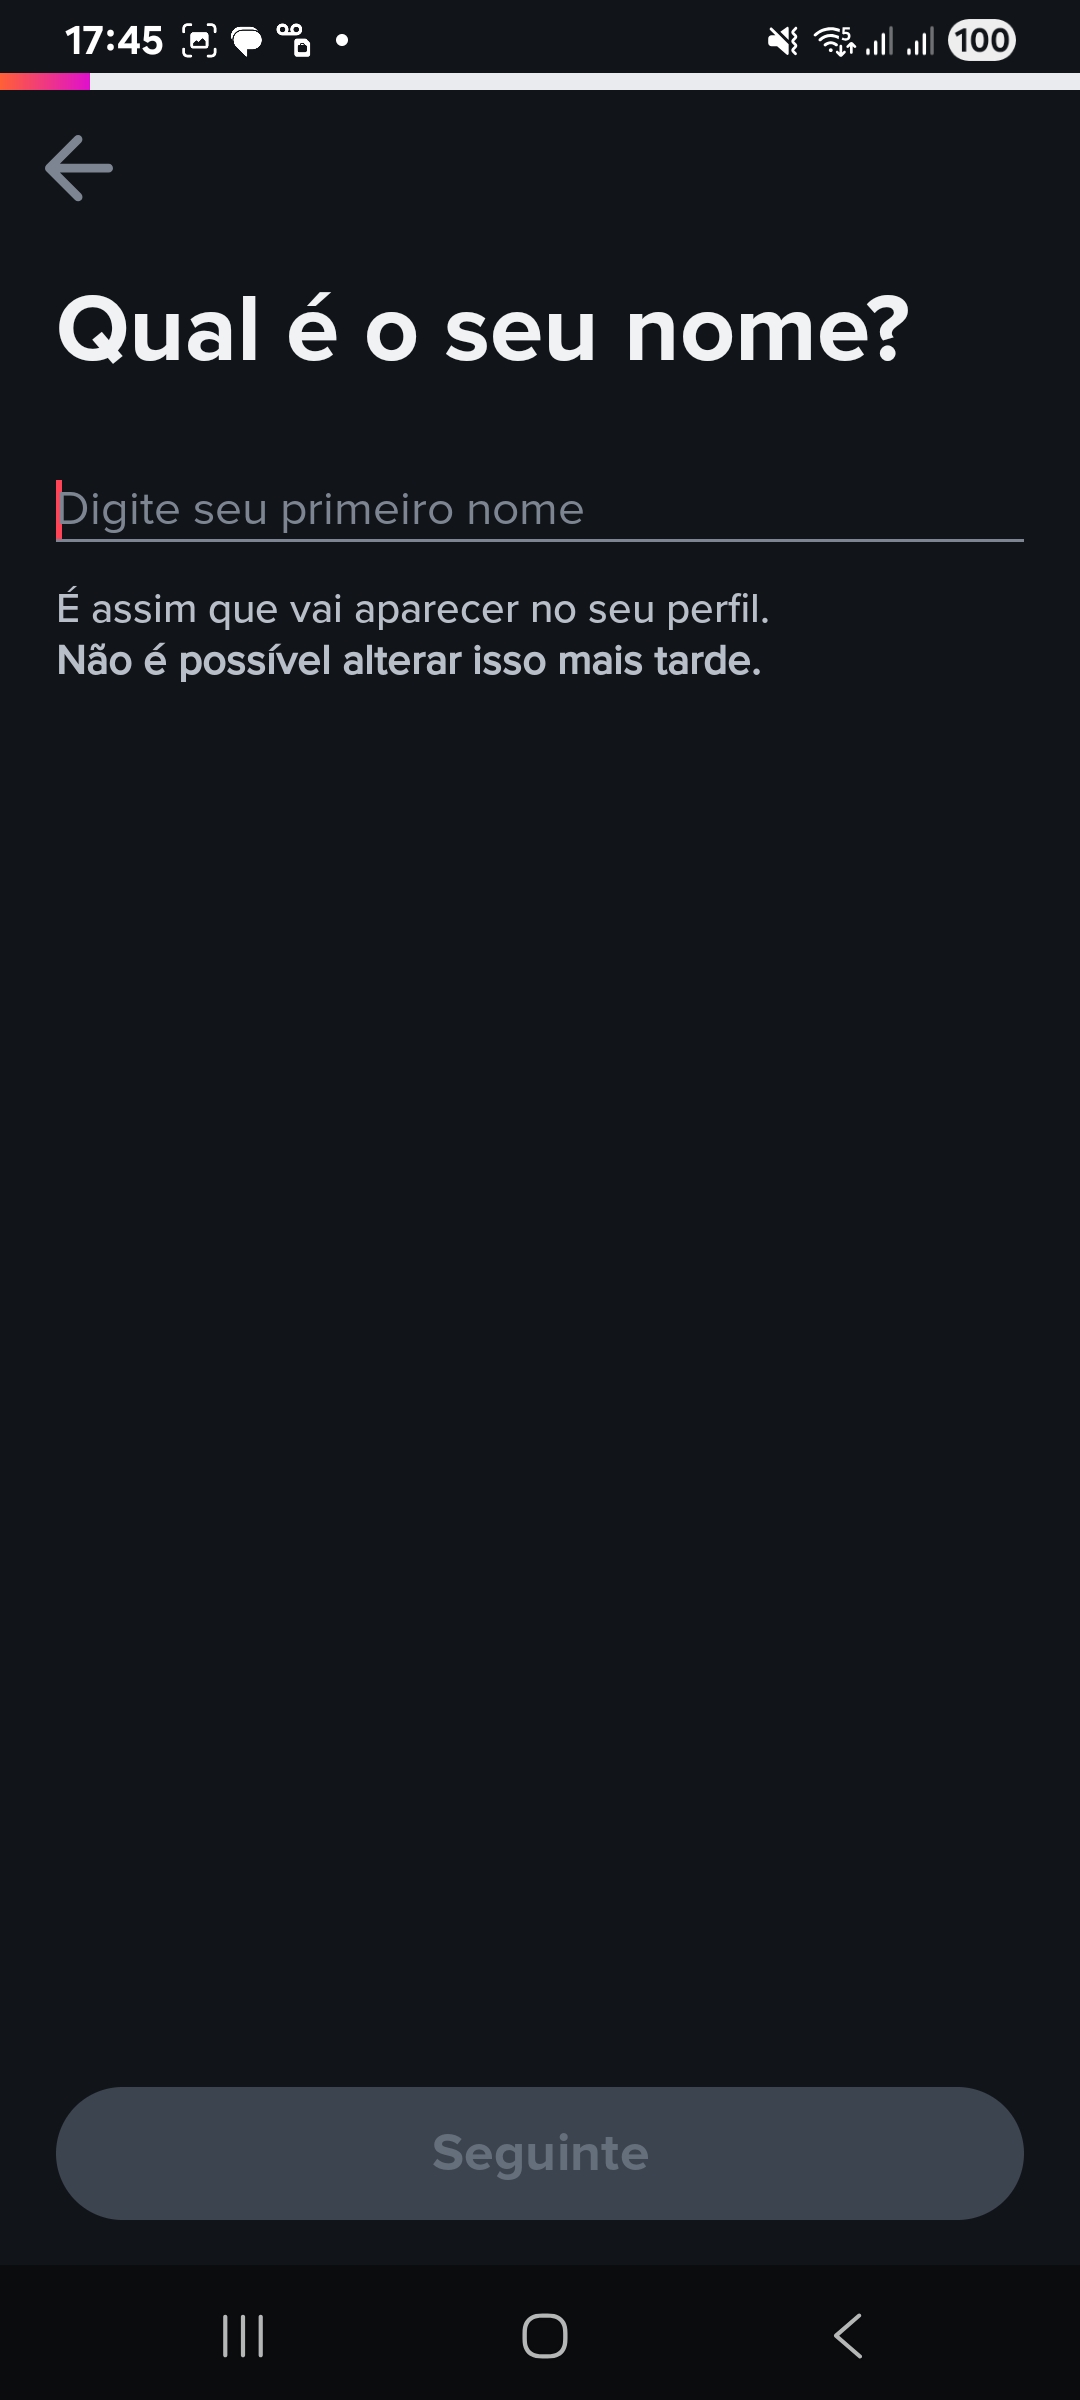 17:45
5
100
Qual é o seu nome?
Digite seu primeiro nome
É assim que vai aparecer no seu perfil.
Não é possível alterar isso mais tarde.
Seguinte